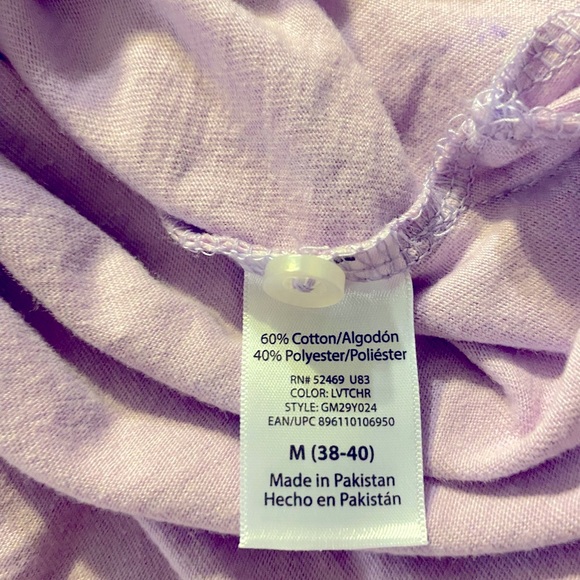 60% Cotton/Algodón
40% Polyester/Poliéster
RN# 52469 U83
COLOR: LVTCHR
STYLE: GM29Y024
EAN/UPC 896110106950
M (38-40)
Made in Pakistan
Hecho en Pakistán